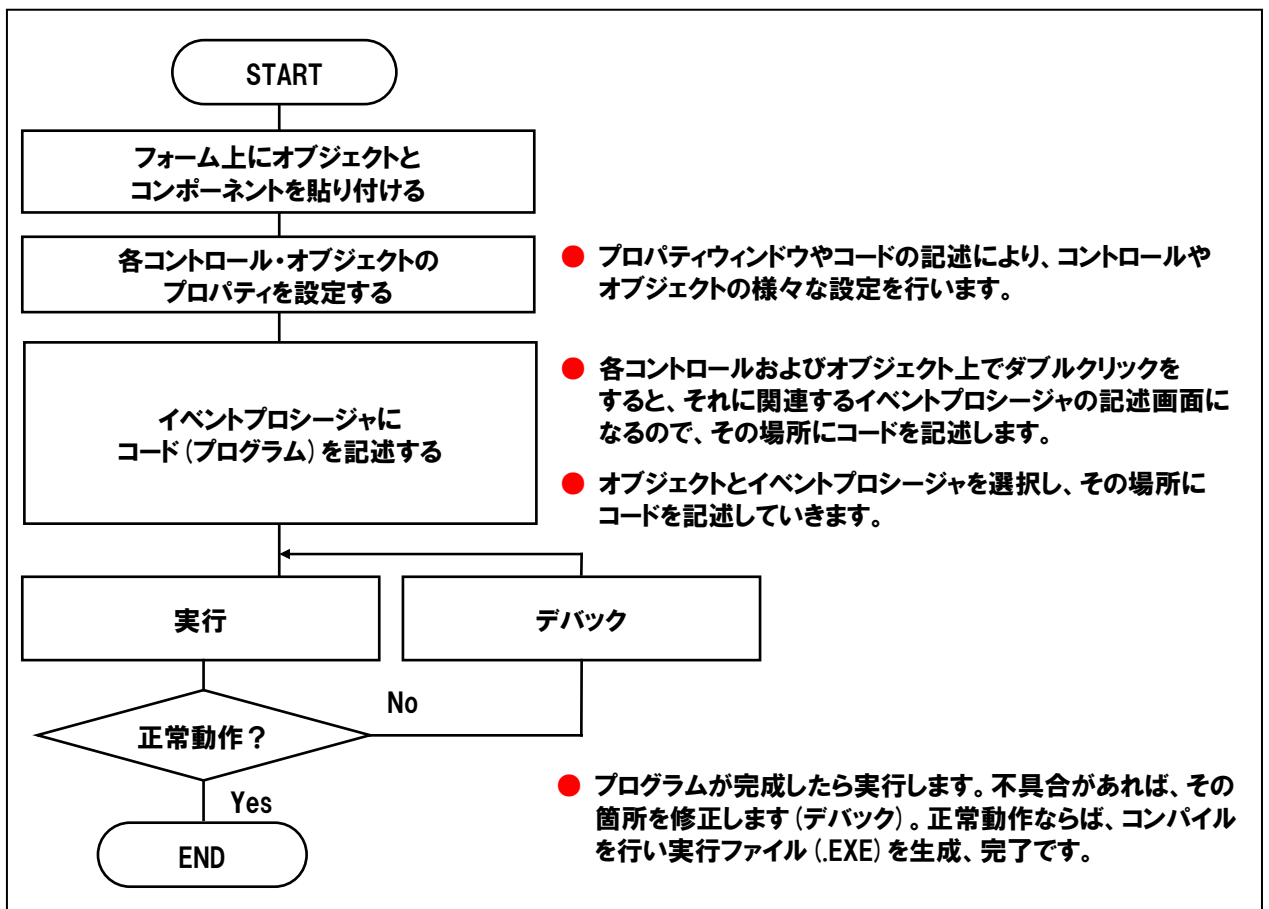 START
フォーム上にオブジェクトと
コンポーネントを貼り付ける
各コントロール・オブジェクトの
プロパティを設定する
● プロパティウィンドウやコードの記述により、コントロールや
オブジェクトの様々な設定を行います。
イベントプロシージャに
コード(プログラム)を記述する
● 各コントロールおよびオブジェクト上でダブルクリックを
すると、それに関連するイベントプロシージャの記述画面に
なるので、その場所にコードを記述します。
● オブジェクトとイベントプロシージャを選択し、その場所に
コードを記述していきます。
実行
デバック
No
正常動作？
Yes
END
● プログラムが完成したら実行します。不具合があれば、その
箇所を修正します(デバック)。正常動作ならば、コンパイル
を行い実行ファイル(.EXE)を生成、完了です。